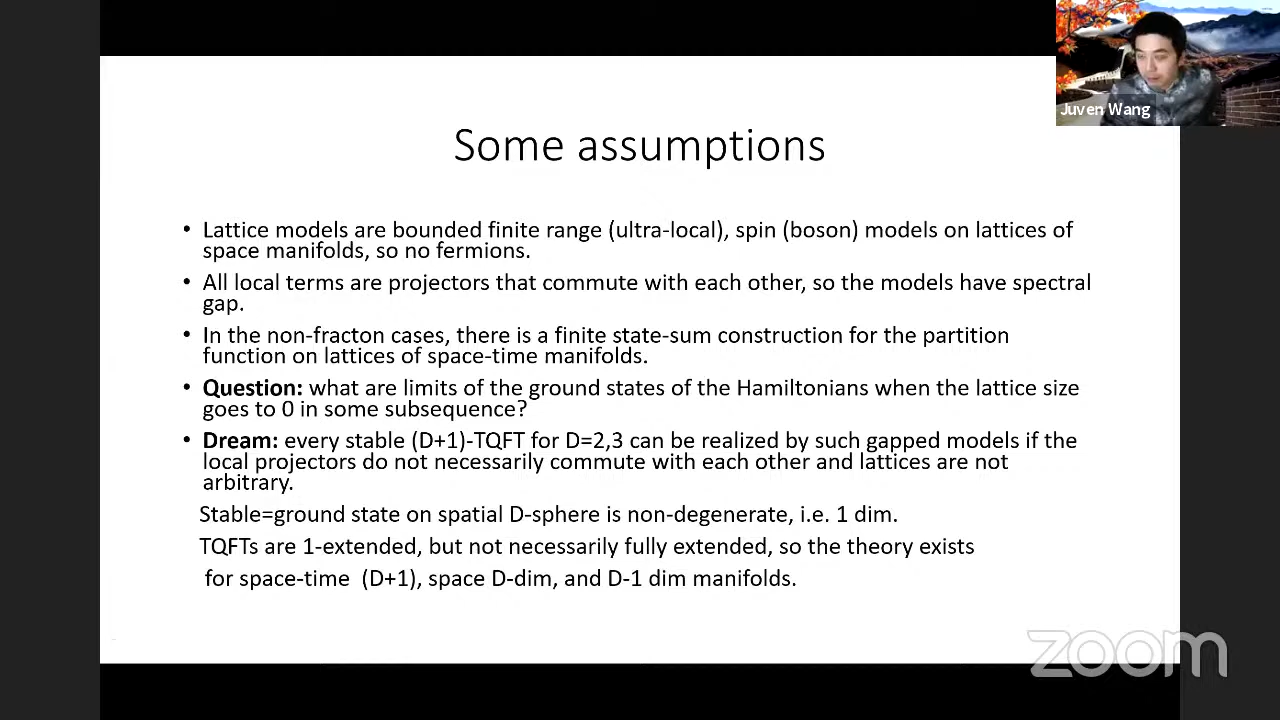 Juven Wang
Some assumptions
• Lattice models are bounded finite range (ultra-local), spin (boson) models on lattices of
space manifolds, so no fermions.
• All local terms are projectors that commute with each other, so the models have spectral
gap.
• In the non-fracton cases, there is a finite state-sum construction for the partition
function on lattices of space-time manifolds.
• Question: what are limits of the ground states of the Hamiltonians when the lattice size
goes to 0 in some subsequence?
• Dream: every stable (D+1)-TQFT for D=2,3 can be realized by such gapped models if the
local projectors do not necessarily commute with each other and lattices are not
arbitrary.
Stable=ground state on spatial D-sphere is non-degenerate, i.e. 1 dim.
TQFTs are 1-extended, but not necessarily fully extended, so the theory exists
for space-time (D+1), space D-dim, and D-1 dim manifolds.
zoom